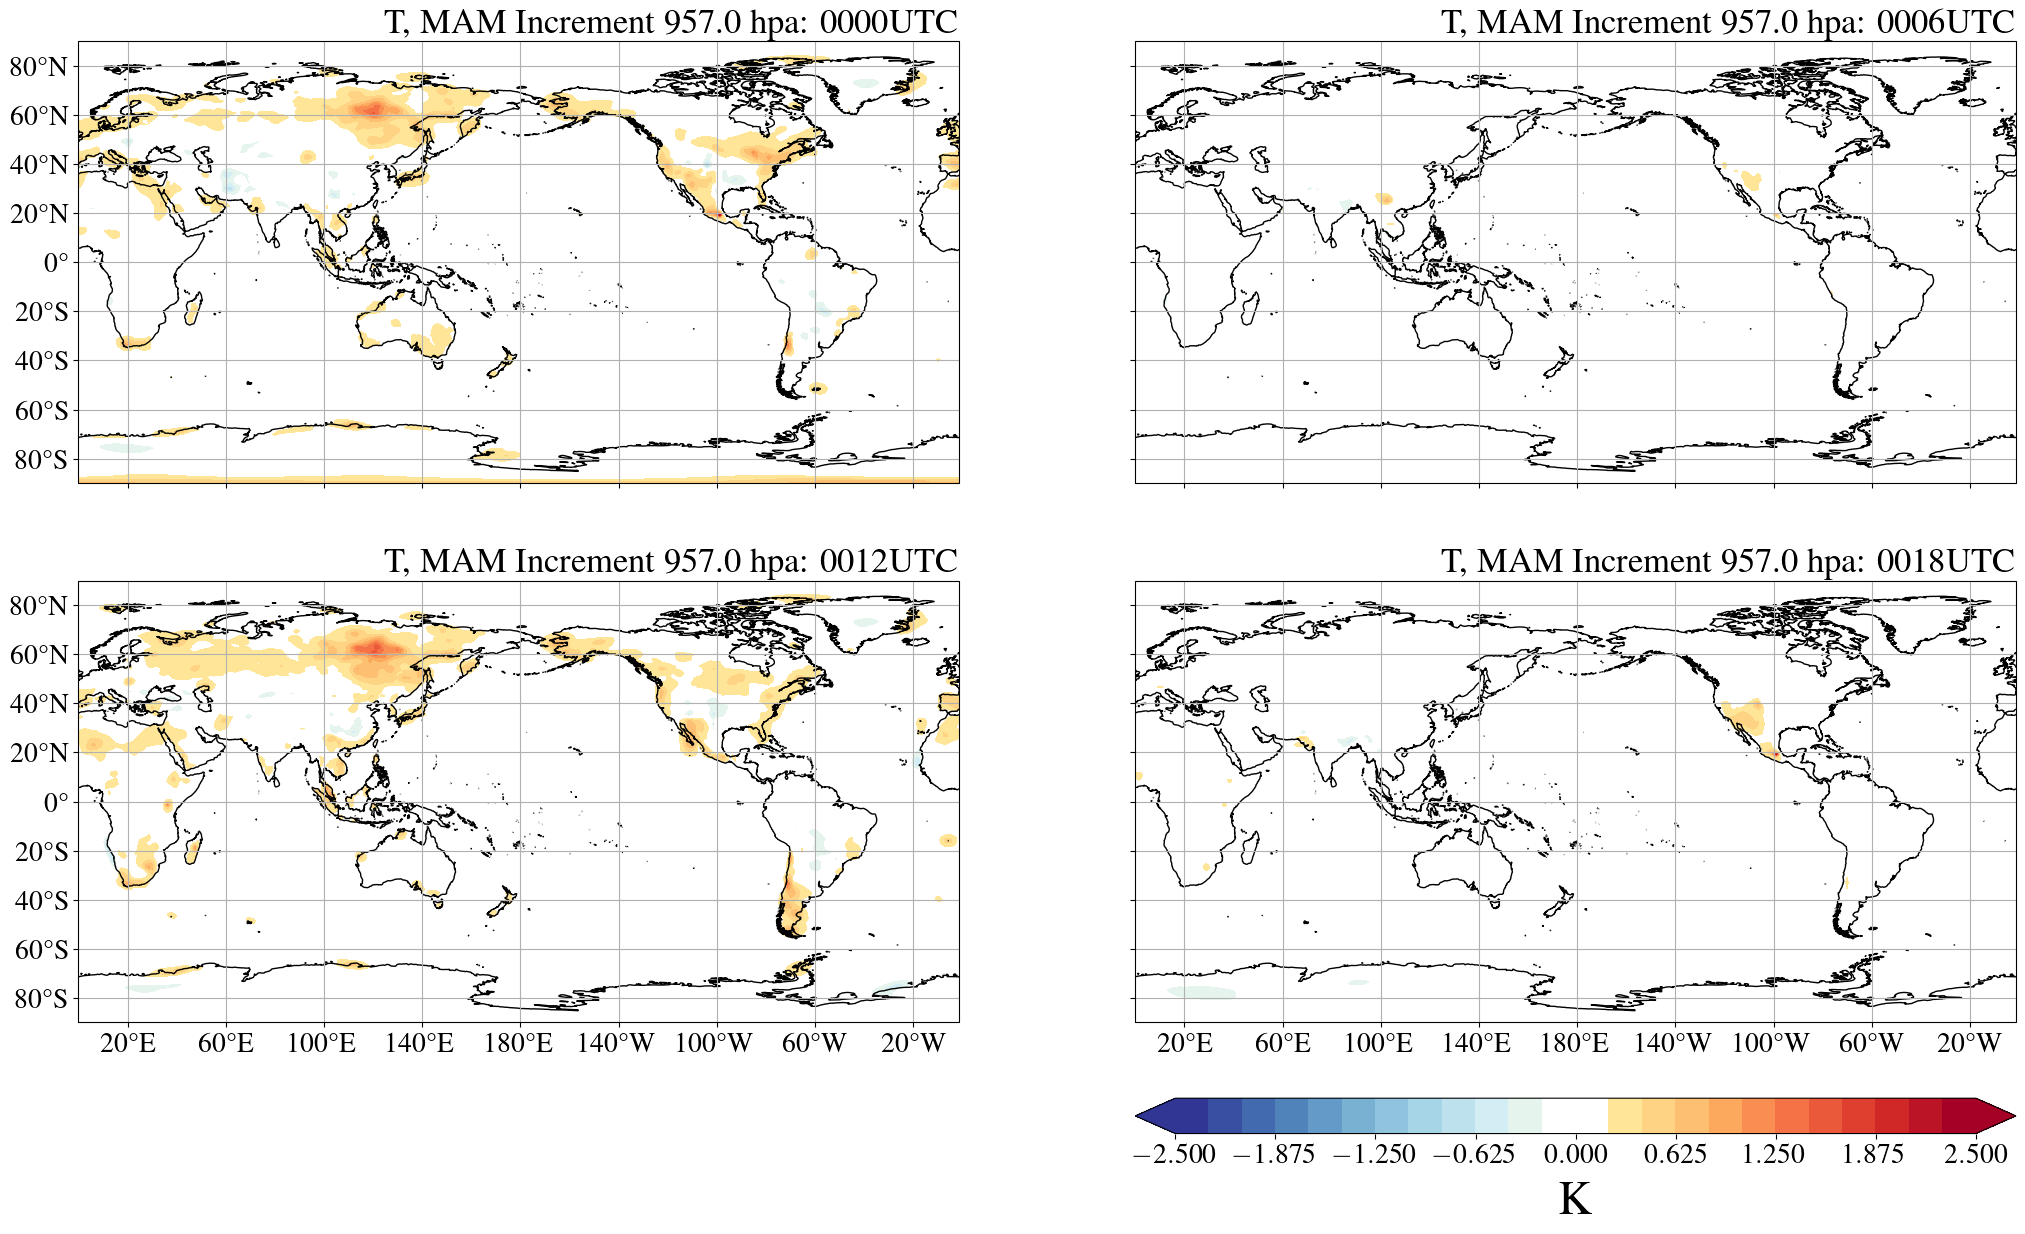 T, MAM Increment 957.0 hpa: 0000UTC
T, MAM Increment 957.0 hpa: 0006UTC
80°N
60°N
40°N
20°N
0°
20°S
40°S
60°S
80°S
T, MAM Increment 957.0 hpa: 0012UTC
T, MAM Increment 957.0 hpa: 0018UTC
80°N
60°N
40°N
20°N
0°
20°S
40°S
60°S
80°S
20°E 60°E 100°E 140°E 180°E 140°W 100°W 60°W 20°W
20°E 60°E 100°E 140°E 180°E 140°W 100°W 60°W 20°W
−2.500 −1.875 −1.250 −0.625 0.000 0.625 1.250 1.875 2.500
K